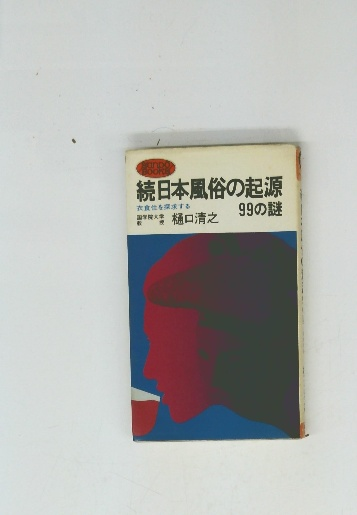 続日本風俗の起源
99の謎
衣食住を探求する
国学院大学
教授
樋口清之